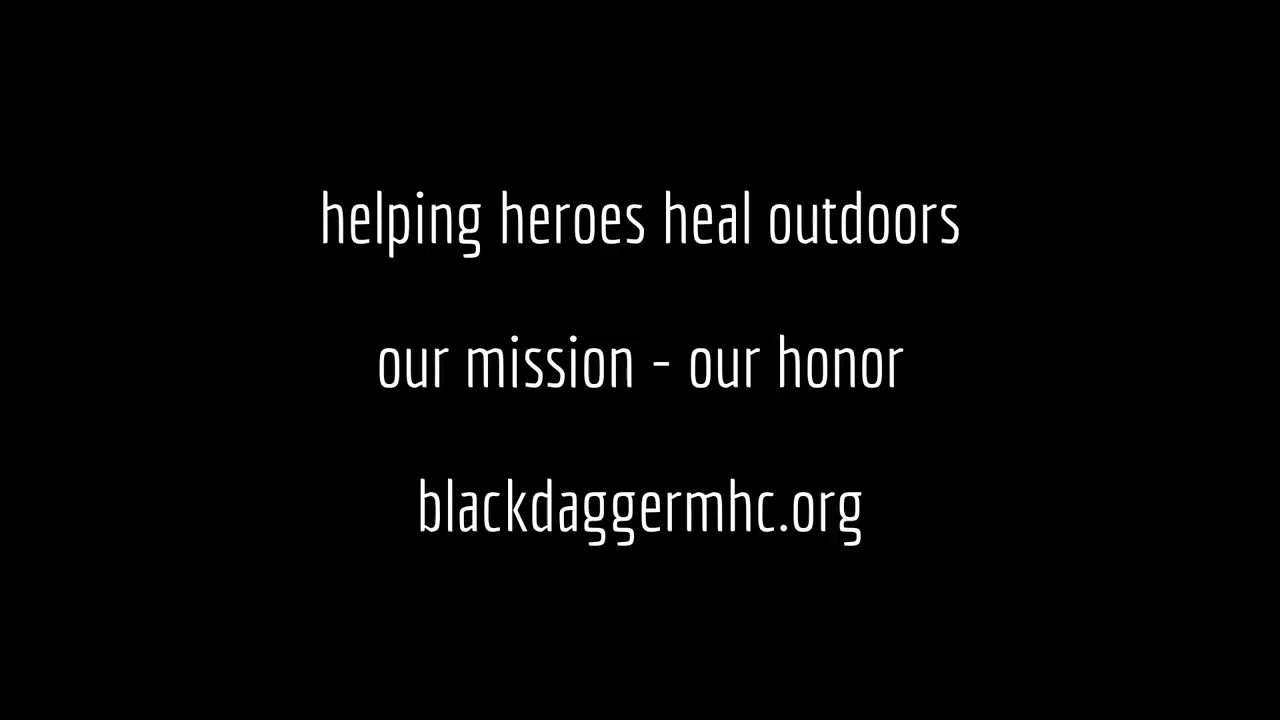 helping heroes heal outdoors
our mission - our honor
blackdaggermhc.org